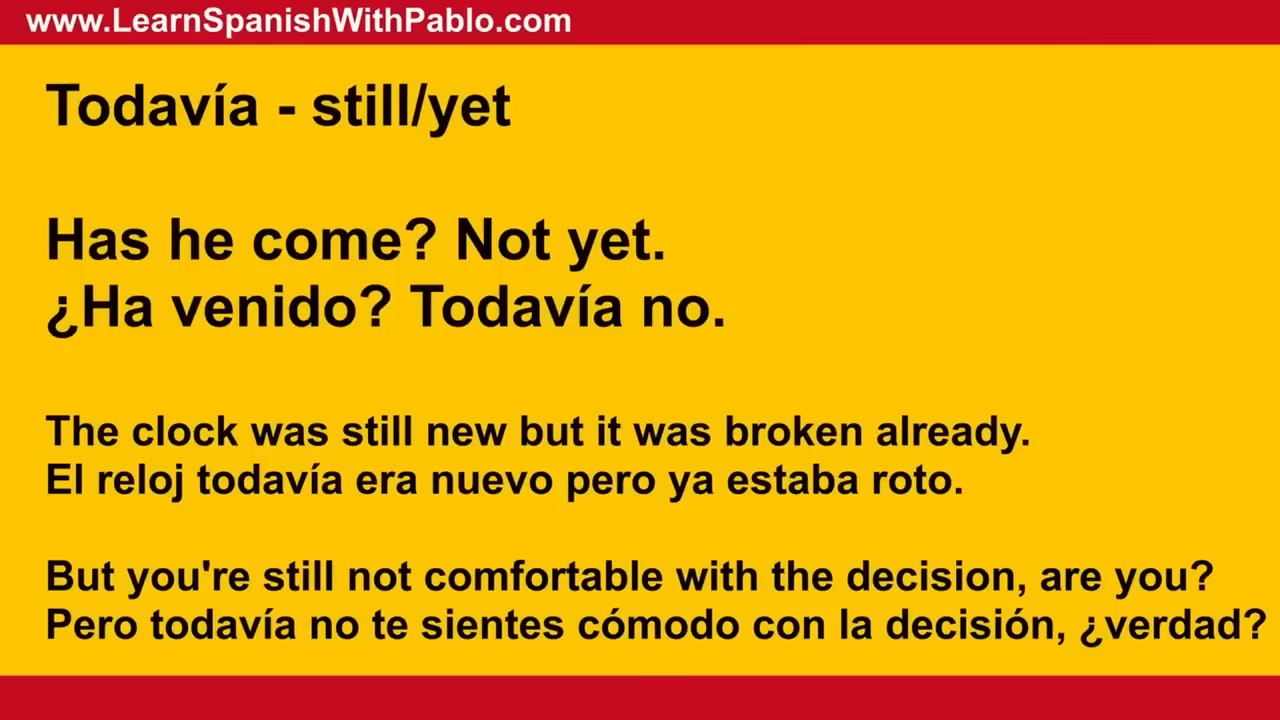 www.LearnSpanishWithPablo.com
Todavía - still/yet
Has he come? Not yet.
¿Ha venido? Todavía no.
The clock was still new but it was broken already.
El reloj todavía era nuevo pero ya estaba roto.
But you're still not comfortable with the decision, are you?
Pero todavía no te sientes cómodo con la decisión, ¿verdad?